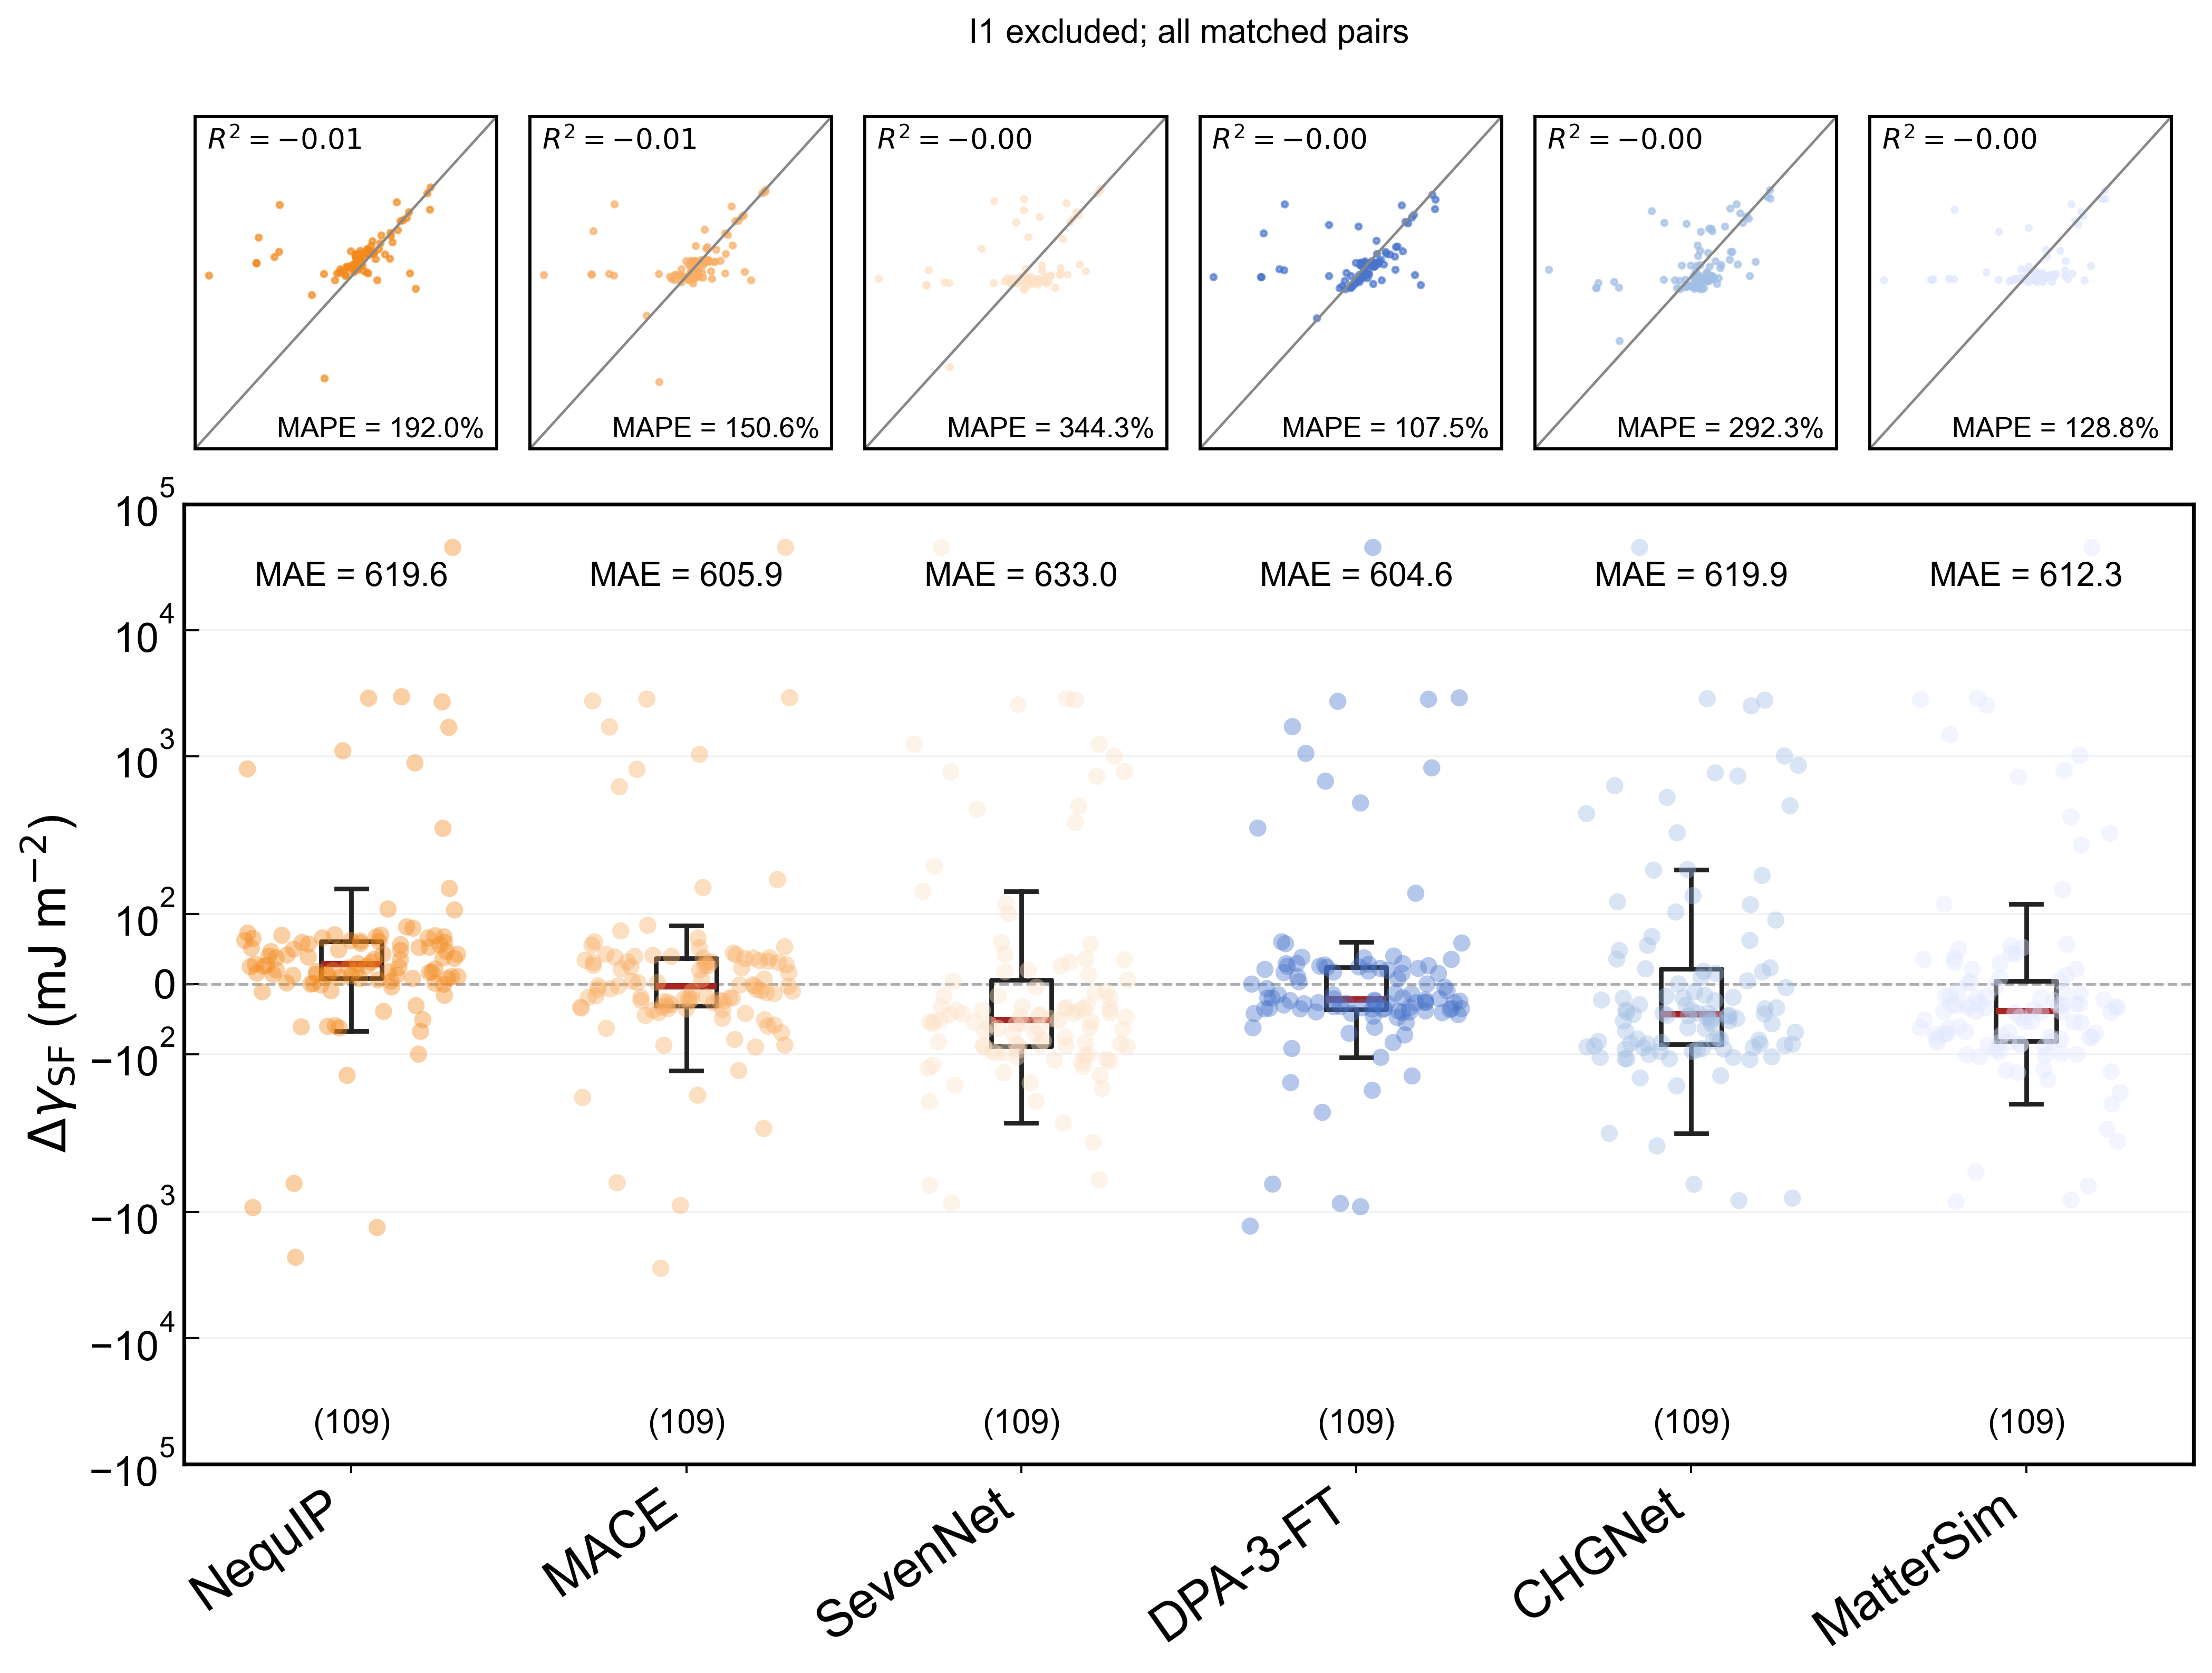 I1 excluded; all matched pairs
R² = −0.01
R² = −0.01
R² = −0.00
R² = −0.00
R² = −0.00
R² = −0.00
MAPE = 192.0%
MAPE = 150.6%
MAPE = 344.3%
MAPE = 107.5%
MAPE = 292.3%
MAPE = 128.8%
10⁵
MAE = 619.6
MAE = 605.9
MAE = 633.0
MAE = 604.6
MAE = 619.9
MAE = 612.3
10⁴
10³
10²
0
−10²
−10³
−10⁴
−10⁵
Δγ_SF (mJ m⁻²)
(109)
(109)
(109)
(109)
(109)
(109)
NequIP
MACE
SevenNet
DPA-3-FT
CHGNet
MatterSim